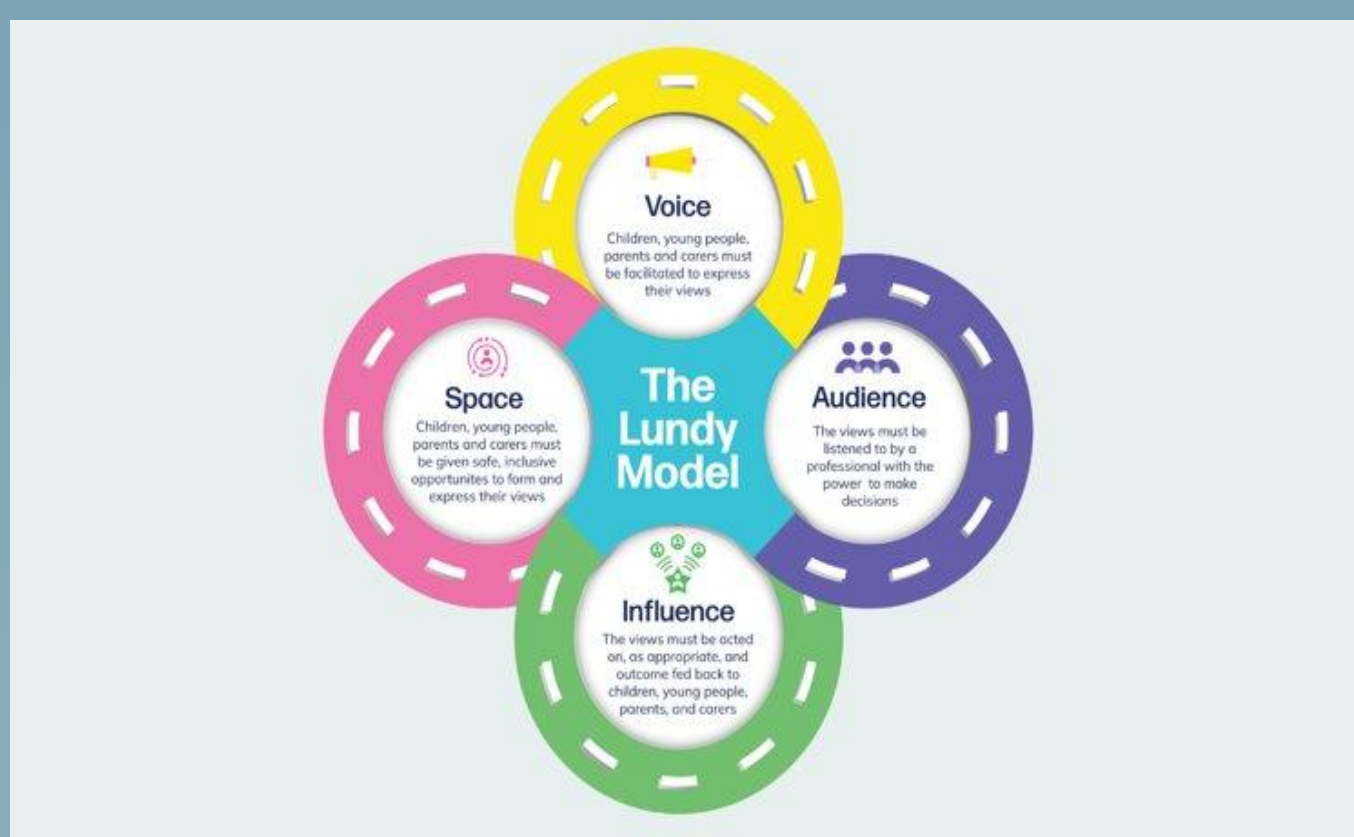 Voice
Children, young people,
parents and carers must
be facilitated to express
their views
Space
Children, young people,
parents and carers must
be given safe, inclusive
opportunites to form and
express their views
The
Lundy
Model
Audience
The views must be
listened to by a
professional with the
power to make
decisions
Influence
The views must be acted
on, as appropriate, and
outcome fed back to
children, young people,
parents, and carers